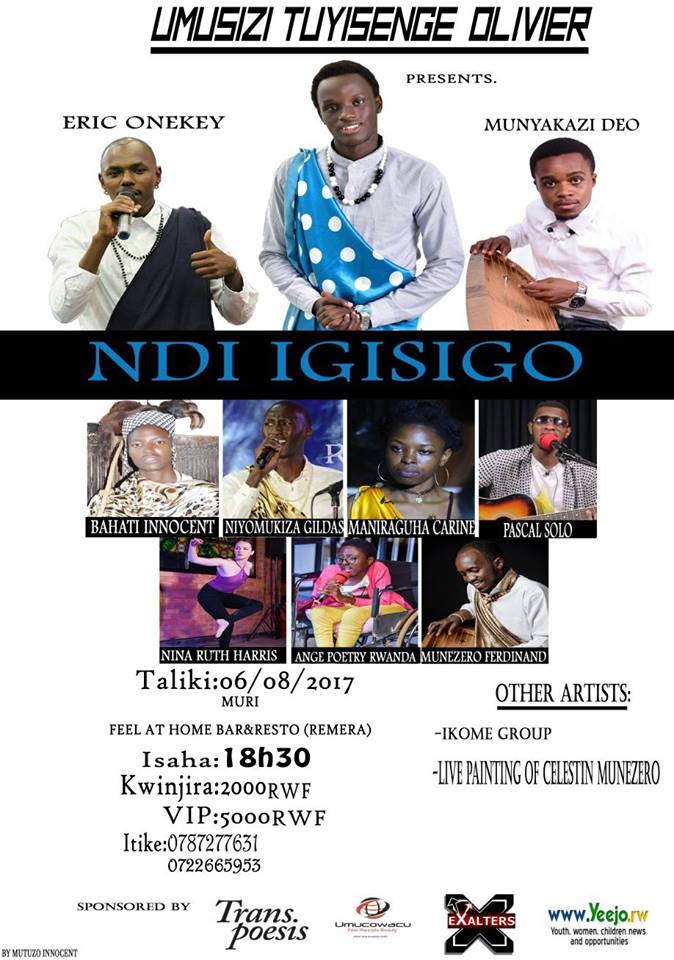 UMUSIZI TUYISENGE OLIVIER
PRESENTS.
ERIC ONEKEY
MUNYAKAZI DEO
NDI IGISIGO
BAHATI INNOCENT
NIYOMUKIZA GILDAS
MANIRAGUHA CARINE
PASCAL SOLO
NINA RUTH HARRIS
ANGE POETRY RWANDA
MUNEZERO FERDINAND
Taliki:06/08/2017
MURI
FEEL AT HOME BAR&RESTO (REMERA)
Isaha:18h30
Kwinjira:2000RWF
VIP:5000RWF
Itike:0787277631
0722665953
OTHER ARTISTS:
-IKOME GROUP
-LIVE PAINTING OF CELESTIN MUNEZERO
SPONSORED BY
Trans.
poesis
Umucowacu
EXALTERS
www.Yeejo.rw
Youth, women, children news
and opportunities
BY MUTUZO INNOCENT